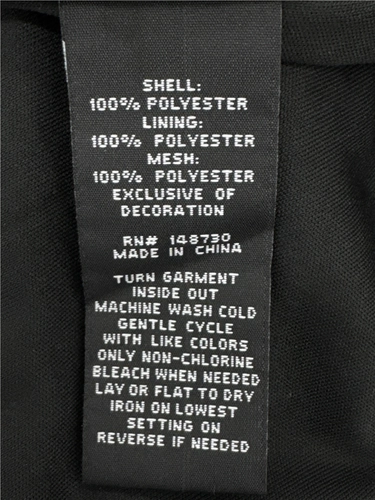 SHELL:
100% POLYESTER
LINING:
100% POLYESTER
MESH:
100% POLYESTER
EXCLUSIVE OF
DECORATION
RN# 148730
MADE IN CHINA
TURN GARMENT
INSIDE OUT
MACHINE WASH COLD
GENTLE CYCLE
WITH LIKE COLORS
ONLY NON-CHLORINE
BLEACH WHEN NEEDED
LAY OR FLAT TO DRY
IRON ON LOWEST
SETTING ON
REVERSE IF NEEDED